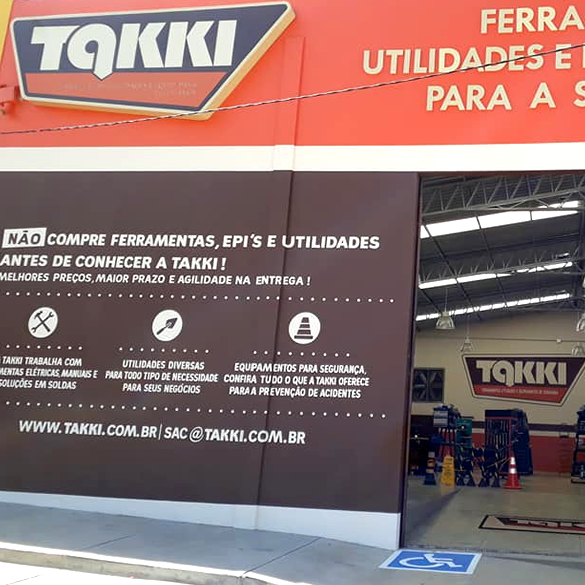 TAKKI
FERRA
UTILIDADES E
PARA A S
NÃO COMPRE FERRAMENTAS, EPI'S E UTILIDADES
ANTES DE CONHECER A TAKKI!
MELHORES PREÇOS, MAIOR PRAZO E AGILIDADE NA ENTREGA!
TAKKI TRABALHA COM
MENTAS ELÉTRICAS, MANUAIS E
SOLUÇÕES EM SOLDAS
UTILIDADES DIVERSAS
PARA TODO TIPO DE NECESSIDADE
PARA SEUS NEGÓCIOS
EQUIPAMENTOS PARA SEGURANÇA,
CONFIRA TUDO O QUE A TAKKI OFERECE
PARA A PREVENÇÃO DE ACIDENTES
WWW.TAKKI.COM.BR | SAC@TAKKI.COM.BR
TAKKI